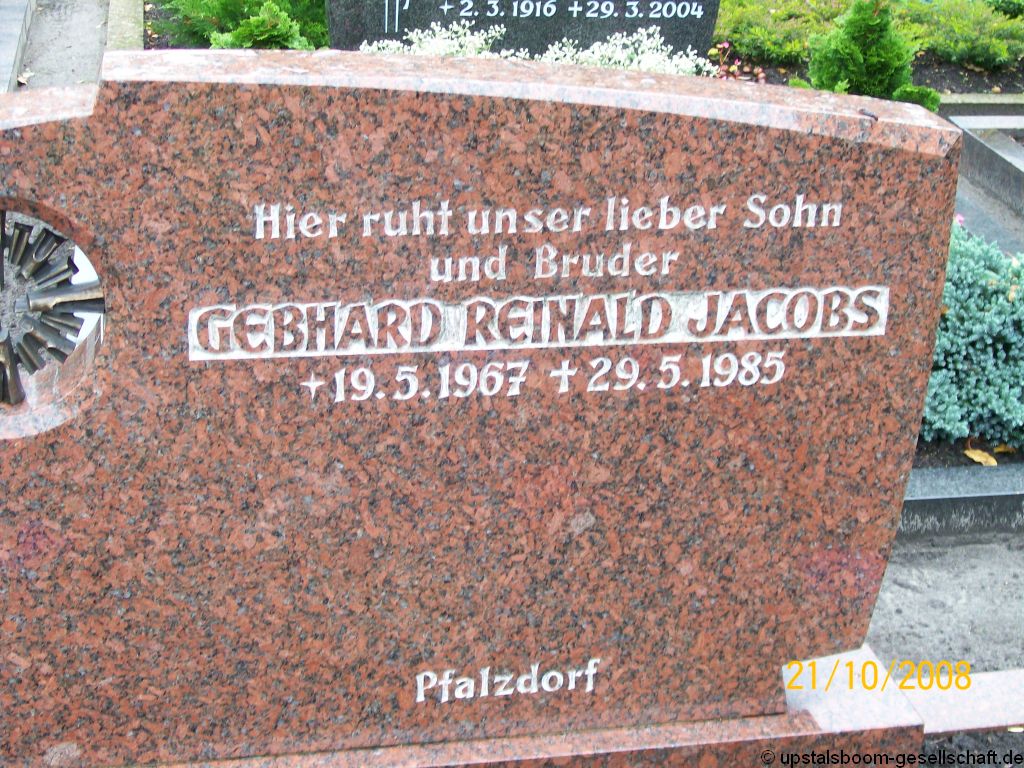 +2.3.1916 +29.3.2004
Hier ruht unser lieber Sohn
und Bruder
GEBHARD REINALD JACOBS
+19.5.1967 +29.5.1985
Pfalzdorf
21/10/2008
© upstalsboom-gesellschaft.de